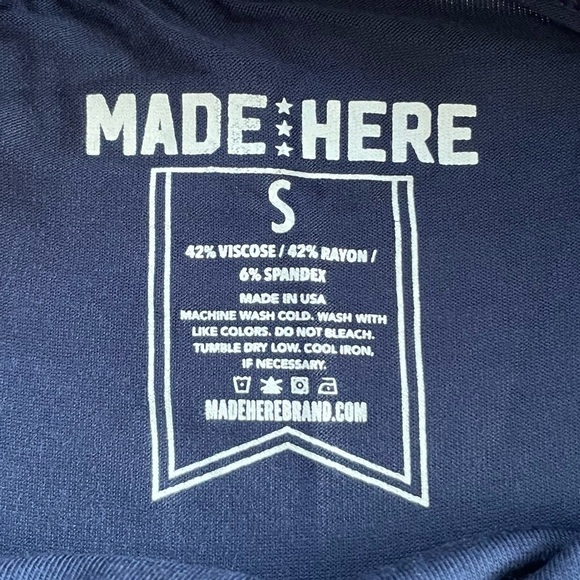 MADE HERE
S
42% VISCOSE / 42% RAYON /
6% SPANDEX
MADE IN USA
MACHINE WASH COLD. WASH WITH
LIKE COLORS. DO NOT BLEACH.
TUMBLE DRY LOW. COOL IRON,
IF NECESSARY.
MADEHEREBRAND.COM